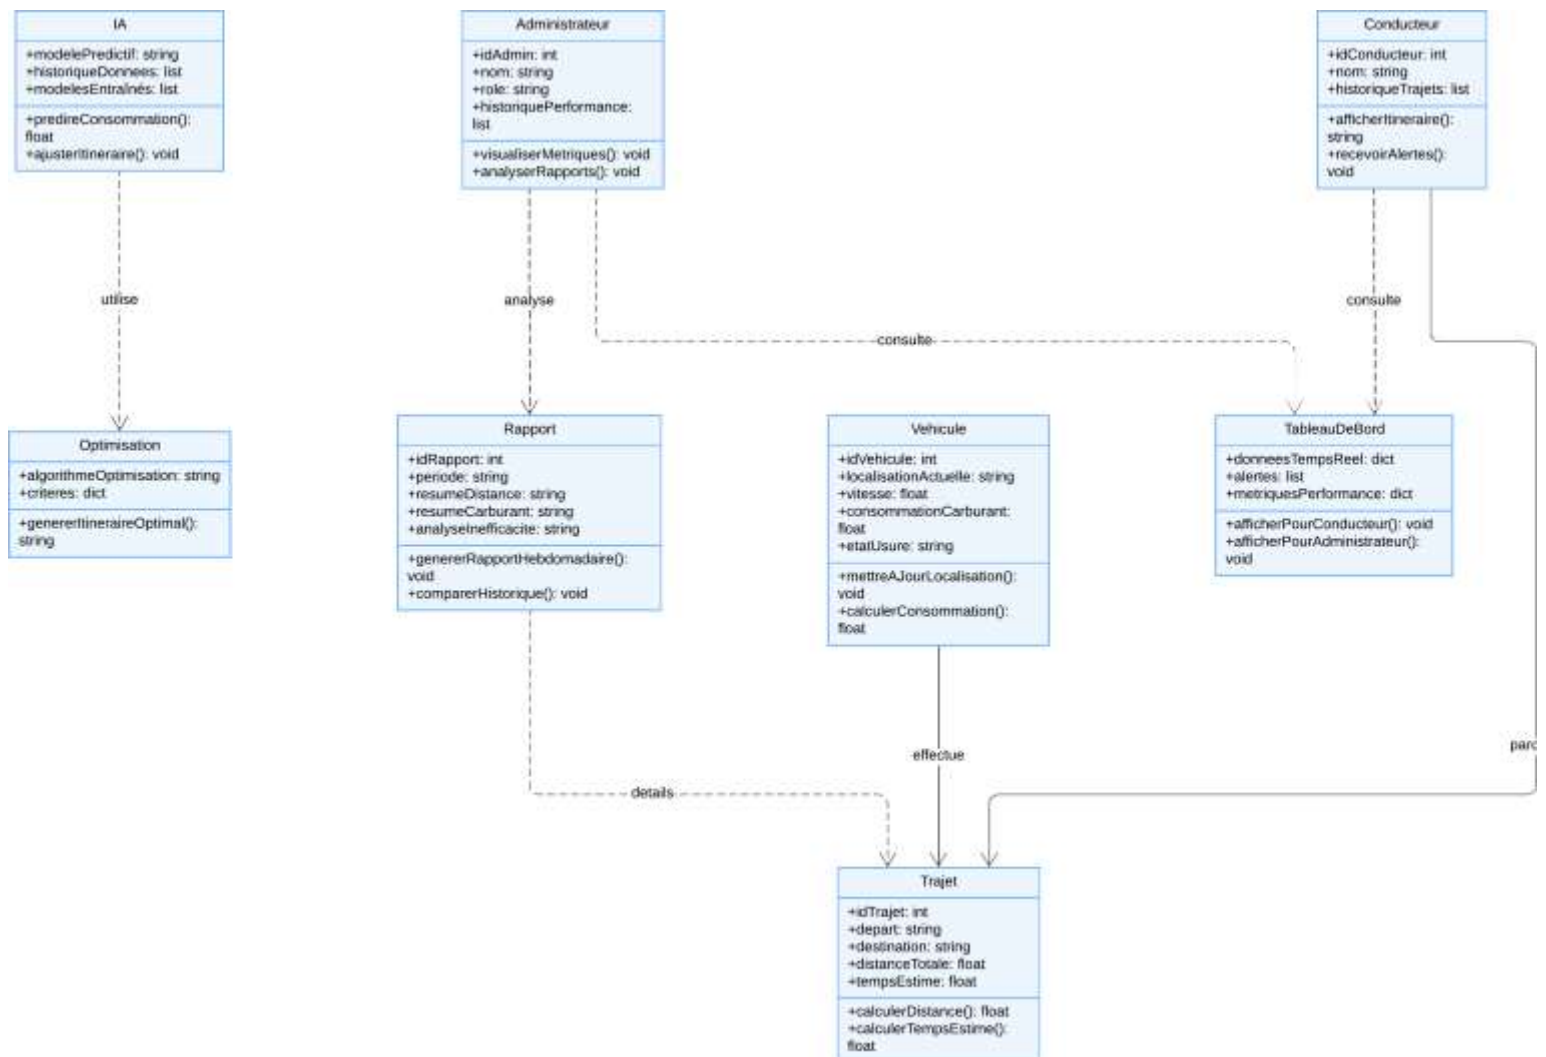 IA
+modelePredictif: string
+historiqueDonnees: list
+modelesEntraînés: list
+predireConsommation():
float
+ajusterItineraire(): void
Administrateur
+idAdmin: int
+nom: string
+role: string
+historiquePerformance:
list
+visualiserMetriques(): void
+analyserRapports(): void
Conducteur
+idConducteur: int
+nom: string
+historiqueTrajets: list
+afficherItineraire():
string
+recevoirAlertes():
void
utilise
analyse
consulte
consulte
Optimisation
+algorithmeOptimisation: string
+criteres: dict
+genererItineraireOptimal():
string
Rapport
+idRapport: int
+periode: string
+resumeDistance: string
+resumeCarburant: string
+analyseInefficacite: string
+genererRapportHebdomadaire():
void
+comparerHistorique(): void
Vehicule
+idVehicule: int
+localisationActuelle: string
+vitesse: float
+consommationCarburant:
float
+etatUsure: string
+mettreAJourLocalisation():
void
+calculerConsommation():
float
TableauDeBord
+donneesTempsReel: dict
+alertes: list
+metriquesPerformance: dict
+afficherPourConducteur(): void
+afficherPourAdministrateur():
void
effectue
details
Trajet
+idTrajet: int
+depart: string
+destination: string
+distanceTotale: float
+tempsEstime: float
+calculerDistance(): float
+calculerTempsEstime():
float